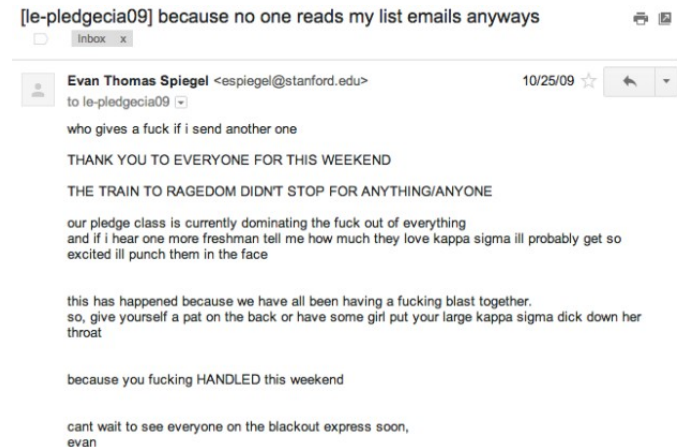 [le-pledgecia09] because no one reads my list emails anyways
Inbox x
Evan Thomas Spiegel <espiegel@stanford.edu> 10/25/09
to le-pledgecia09
who gives a fuck if i send another one
THANK YOU TO EVERYONE FOR THIS WEEKEND
THE TRAIN TO RAGEDOM DIDN'T STOP FOR ANYTHING/ANYONE
our pledge class is currently dominating the fuck out of everything
and if i hear one more freshman tell me how much they love kappa sigma ill probably get so
excited ill punch them in the face
this has happened because we have all been having a fucking blast together.
so, give yourself a pat on the back or have some girl put your large kappa sigma dick down her
throat
because you fucking HANDLED this weekend
cant wait to see everyone on the blackout express soon,
evan